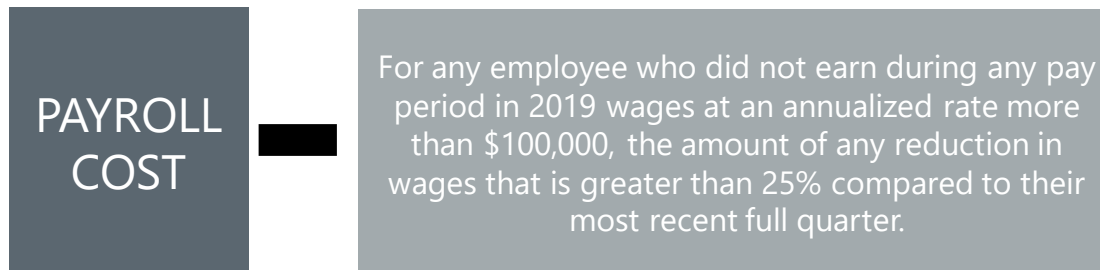 PAYROLL
COST
For any employee who did not earn during any pay
period in 2019 wages at an annualized rate more
than $100,000, the amount of any reduction in
wages that is greater than 25% compared to their
most recent full quarter.